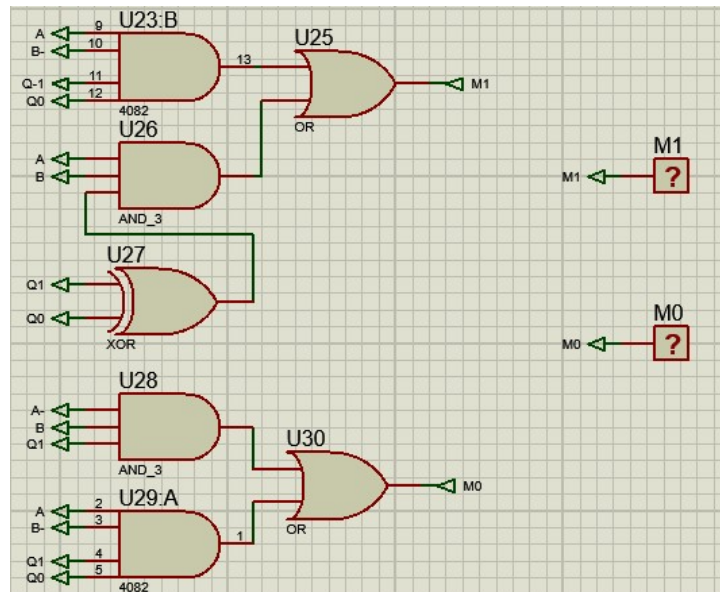 U23:B
A 9
B- 10
Q-1 11
Q0 12
4082
13
U25
OR
M1
U26
A
B
AND_3
M1
M1
?
U27
Q1
Q0
XOR
M0
M0
?
U28
A-
B
Q1
AND_3
U30
OR
M0
U29:A
A 2
B- 3
Q1 4
Q0 5
4082
1